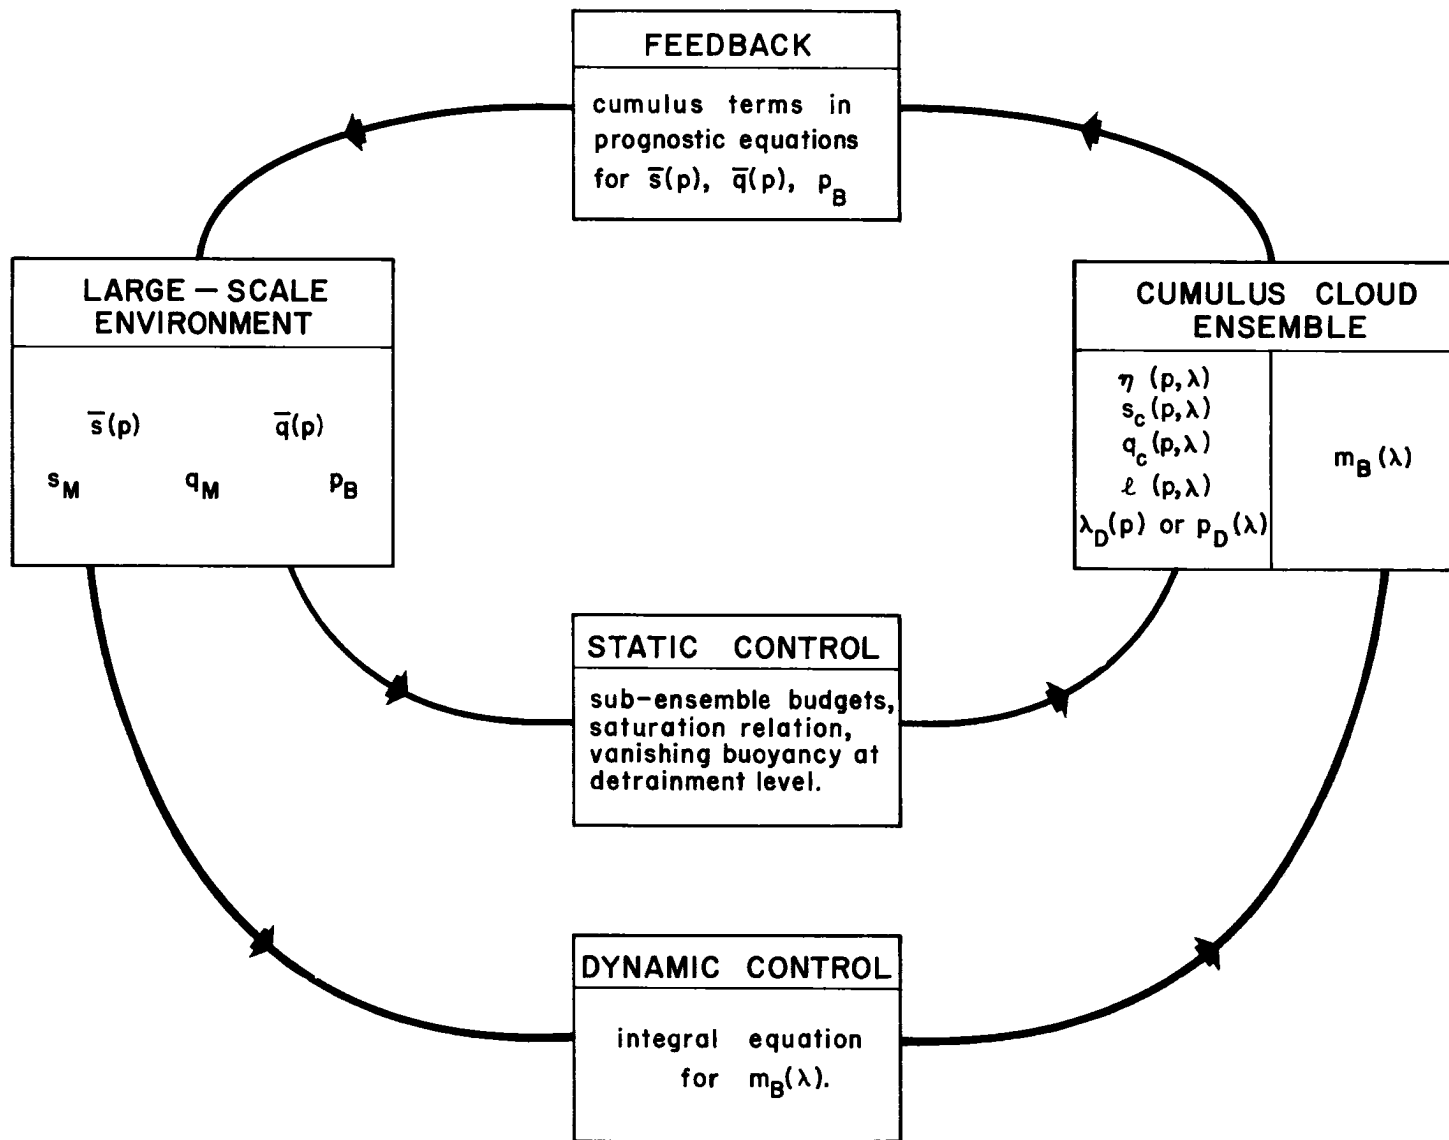 FEEDBACK
cumulus terms in
prognostic equations
for s̅(p), q̅(p), p_B
LARGE – SCALE
ENVIRONMENT
s̅(p) q̅(p)
s_M q_M p_B
CUMULUS CLOUD
ENSEMBLE
η (p,λ)
s_c(p,λ)
q_c(p,λ)
ℓ (p,λ)
λ_D(p) or p_D(λ)
m_B(λ)
STATIC CONTROL
sub-ensemble budgets,
saturation relation,
vanishing buoyancy at
detrainment level.
DYNAMIC CONTROL
integral equation
for m_B(λ).